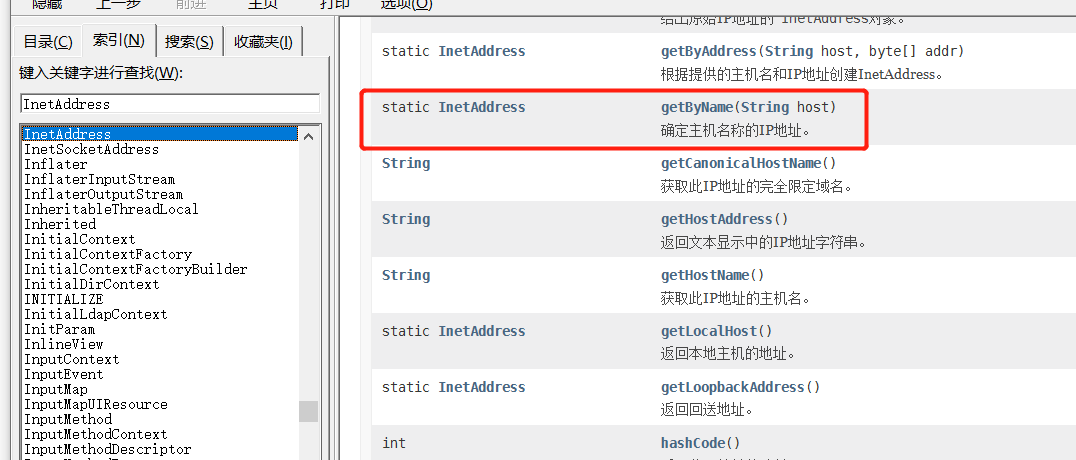 隐藏 上一步 前进 主页 打印 选项(O)
目录(C) 索引(N) 搜索(S) 收藏夹(I)
键入关键字进行查找(W):
InetAddress
InetAddress
InetSocketAddress
Inflater
InflaterInputStream
InflaterOutputStream
InheritableThreadLocal
Inherited
InitialContext
InitialContextFactory
InitialContextFactoryBuilder
InitialDirContext
INITIALIZE
InitialLdapContext
InitParam
InlineView
InputContext
InputEvent
InputMap
InputMapUIResource
InputMethod
InputMethodContext
InputMethodDescriptor
给出原始IP地址的 InetAddress对象。
static InetAddress getByAddress(String host, byte[] addr)
根据提供的主机名和IP地址创建InetAddress。
static InetAddress getByName(String host)
确定主机名称的IP地址。
String getCanonicalHostName()
获取此IP地址的完全限定域名。
String getHostAddress()
返回文本显示中的IP地址字符串。
String getHostName()
获取此IP地址的主机名。
static InetAddress getLocalHost()
返回本地主机的地址。
static InetAddress getLoopbackAddress()
返回回送地址。
int hashCode()